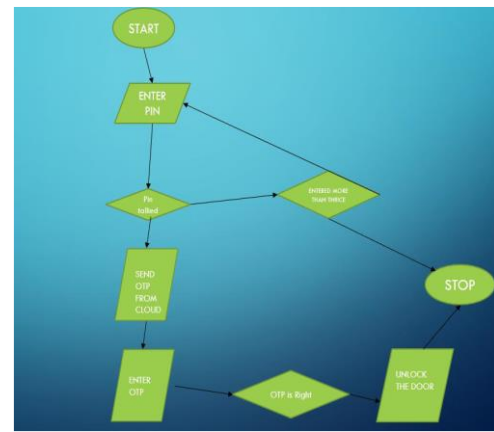 START
ENTER
PIN
Pin
tallied
ENTERED MORE
THAN THRICE
SEND
OTP
FROM
CLOUD
STOP
ENTER
OTP
OTP is Right
UNLOCK
THE DOOR